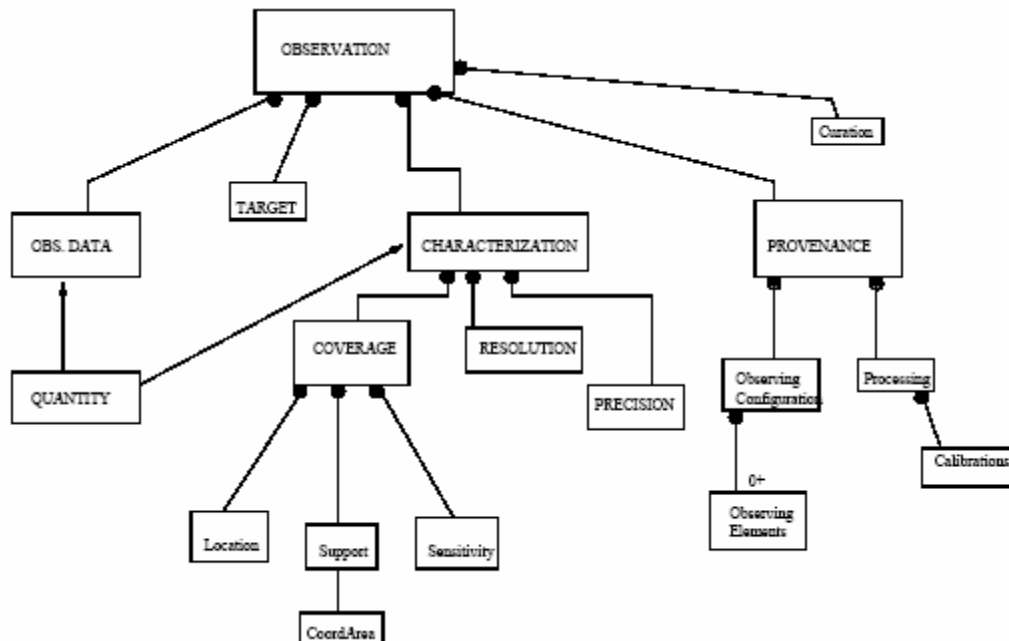 OBSERVATION
Curation
TARGET
OBS. DATA
CHARACTERIZATION
PROVENANCE
COVERAGE
RESOLUTION
QUANTITY
PRECISION
Observing
Configuration
Processing
Calibrations
0+
Observing
Elements
Location
Support
Sensitivity
CoordArea